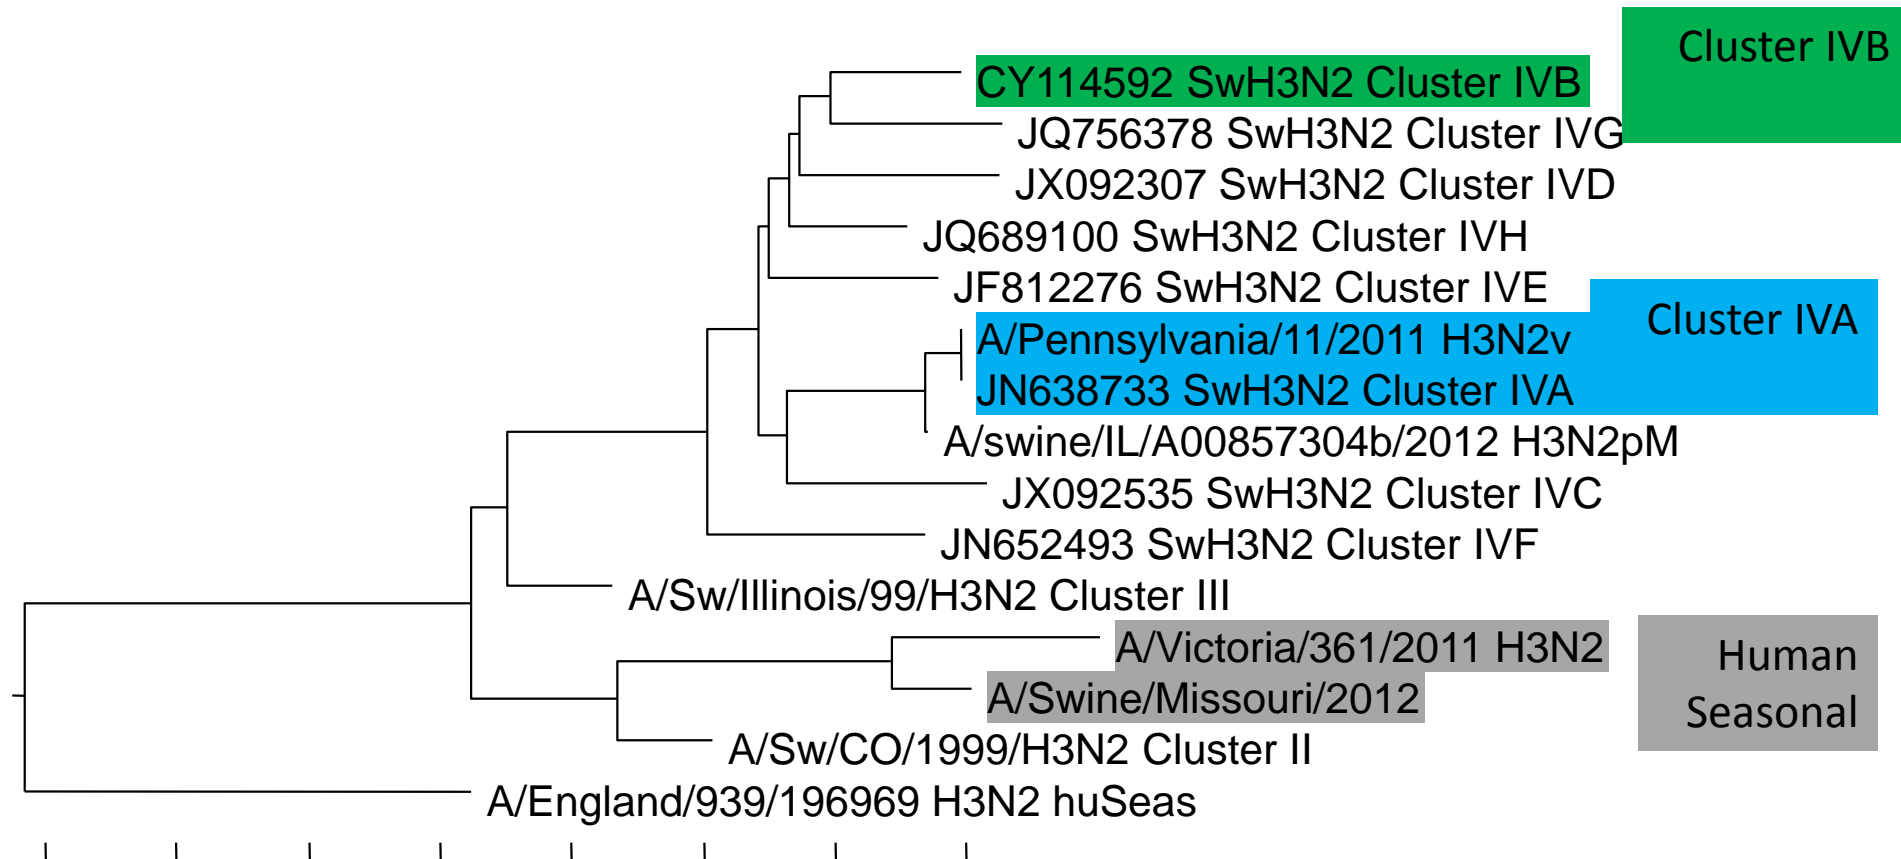 Cluster IVB
CY114592 SwH3N2 Cluster IVB
JQ756378 SwH3N2 Cluster IVG
JX092307 SwH3N2 Cluster IVD
JQ689100 SwH3N2 Cluster IVH
JF812276 SwH3N2 Cluster IVE
Cluster IVA
A/Pennsylvania/11/2011 H3N2v
JN638733 SwH3N2 Cluster IVA
A/swine/IL/A00857304b/2012 H3N2pM
JX092535 SwH3N2 Cluster IVC
JN652493 SwH3N2 Cluster IVF
A/Sw/Illinois/99/H3N2 Cluster III
A/Victoria/361/2011 H3N2
Human
Seasonal
A/Swine/Missouri/2012
A/Sw/CO/1999/H3N2 Cluster II
A/England/939/196969 H3N2 huSeas